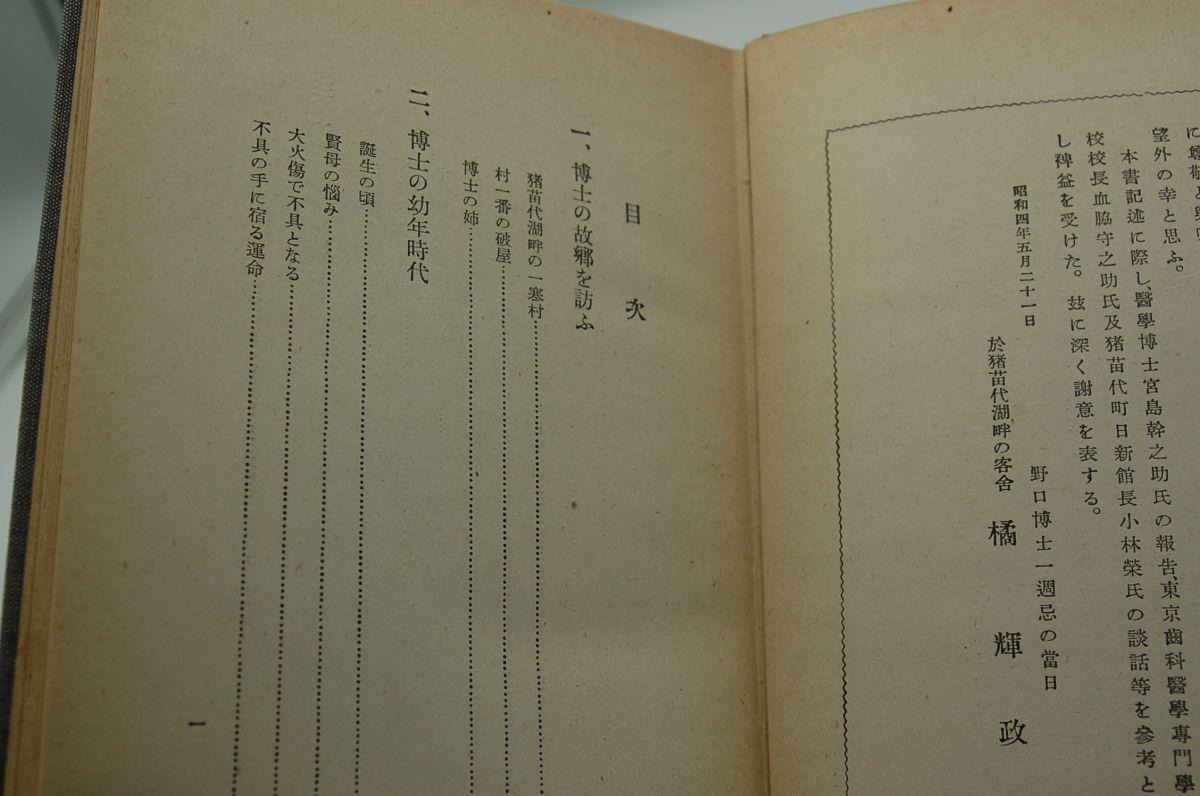 望外の幸と思ふ。
本書記述に際し、醫學博士宮島幹之助氏の報告、東京齒科醫學專門學
校校長血脇守之助氏及猪苗代町日新館長小林榮氏の談話等を參考と
し裨益を受けた。玆に深く謝意を表する。
昭和四年五月二十一日
野口博士一週忌の當日
於猪苗代湖畔の客舍 橘輝政
目次
一、博士の故鄕を訪ふ
猪苗代湖畔の一寒村
村一番の破屋
博士の姉
二、博士の幼年時代
誕生の頃
賢母の惱み
大火傷で不具となる
不具の手に宿る運命
一